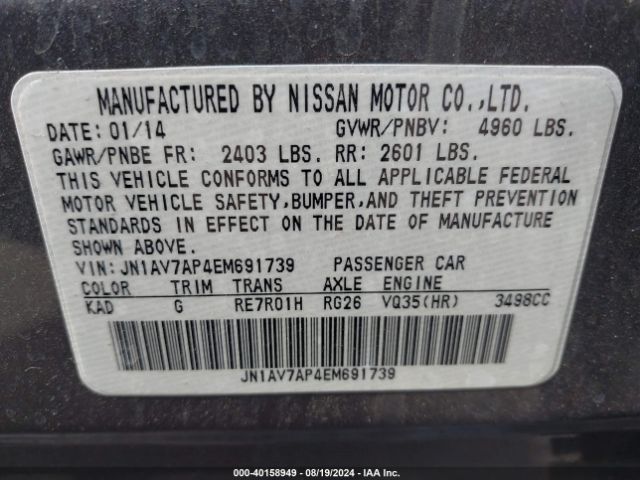 MANUFACTURED BY NISSAN MOTOR CO.,LTD.
DATE: 01/14 GVWR/PNBV: 4960 LBS.
GAWR/PNBE FR: 2403 LBS. RR: 2601 LBS.
THIS VEHICLE CONFORMS TO ALL APPLICABLE FEDERAL
MOTOR VEHICLE SAFETY,BUMPER,AND THEFT PREVENTION
STANDARDS IN EFFECT ON THE DATE OF MANUFACTURE
SHOWN ABOVE.
VIN: JN1AV7AP4EM691739 PASSENGER CAR
COLOR TRIM TRANS AXLE ENGINE
KAD G RE7R01H RG26 VQ35(HR) 3498CC
JN1AV7AP4EM691739
000-40158949 - 08/19/2024 - IAAI.COM